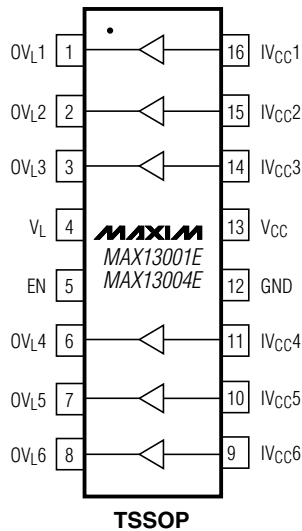 OVL1 1 16 IVCC1
OVL2 2 15 IVCC2
OVL3 3 14 IVCC3
VL 4 MAXIM 13 VCC
MAX13001E
MAX13004E
EN 5 12 GND
OVL4 6 11 IVCC4
OVL5 7 10 IVCC5
OVL6 8 9 IVCC6
TSSOP